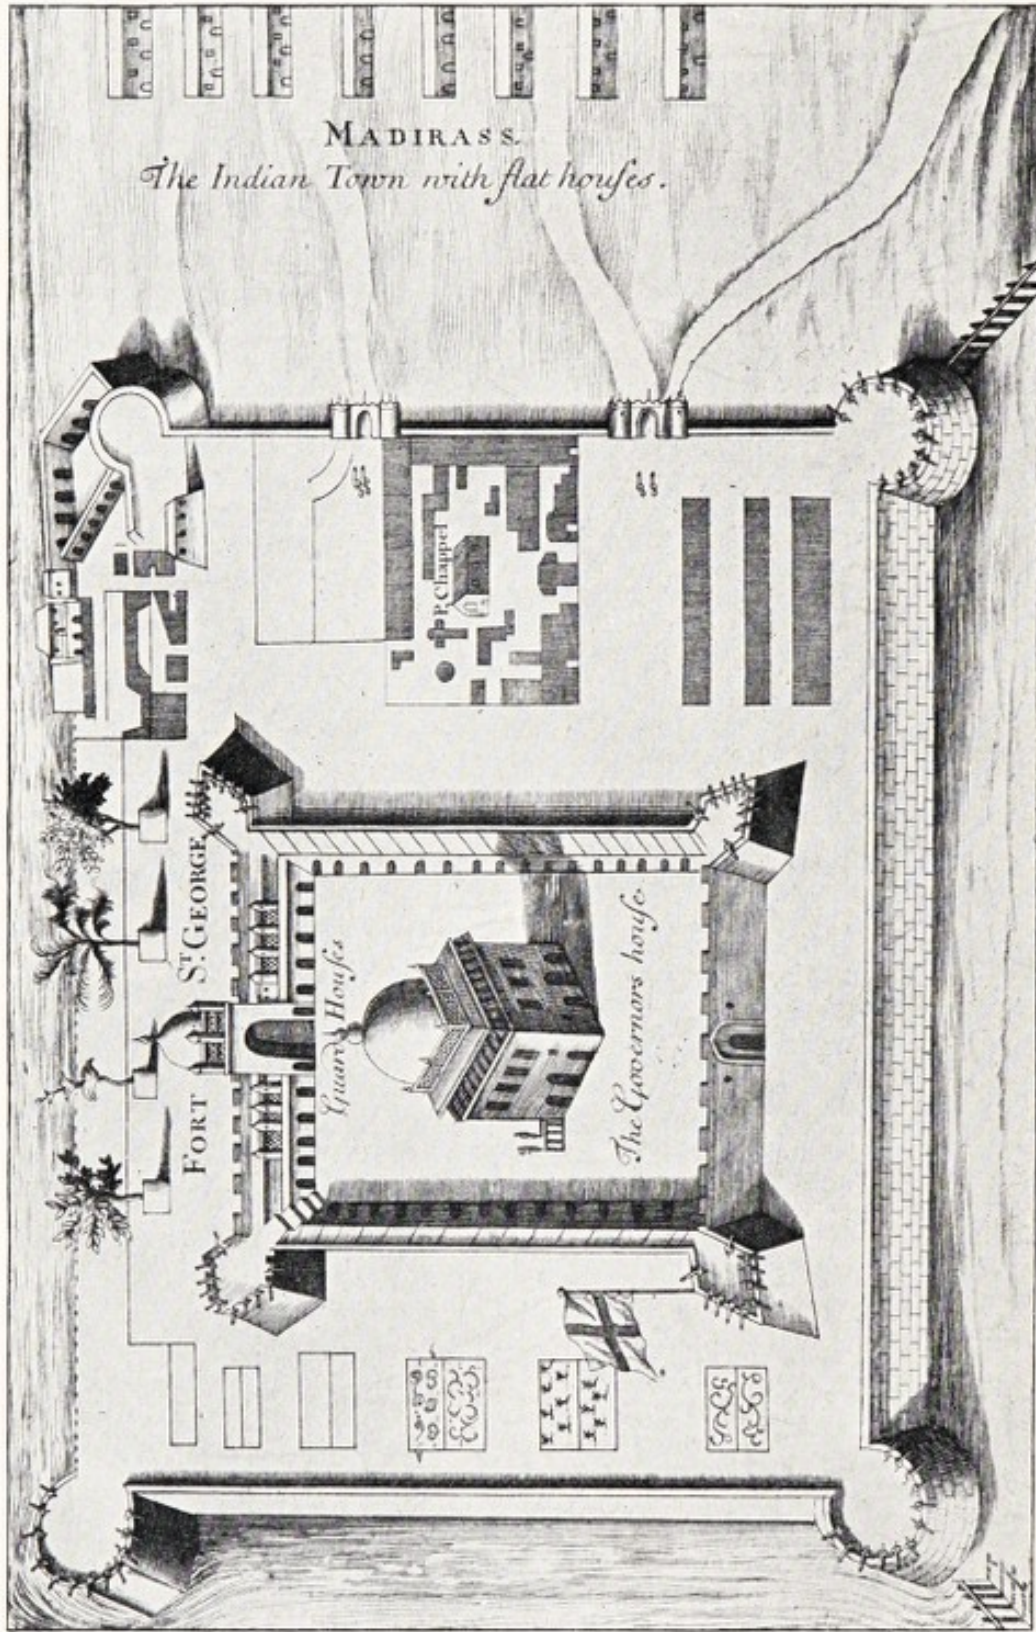 MADIRASS.
The Indian Town with flat houſes.
P. Chappel
FORT ST. GEORGE
Guard Houſes
The Governors houſe.